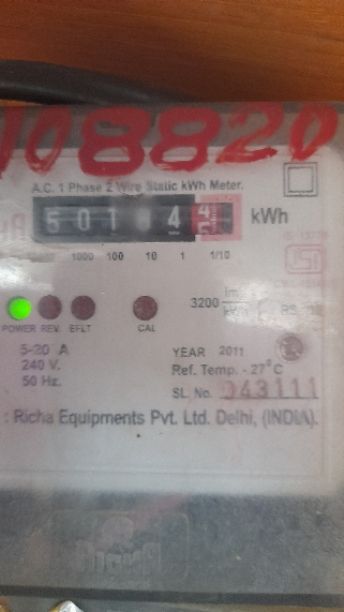 108820
A.C. 1 Phase 2 Wire Static kWh Meter.
501 4 kWh
1000 100 10 1 1/10
3200
POWER REV. EFLT CAL
5-20 A
240 V.
50 Hz.
YEAR 2011
Ref. Temp. - 27°C
SL. No. 043111
: Richa Equipments Pvt. Ltd. Delhi, (INDIA).